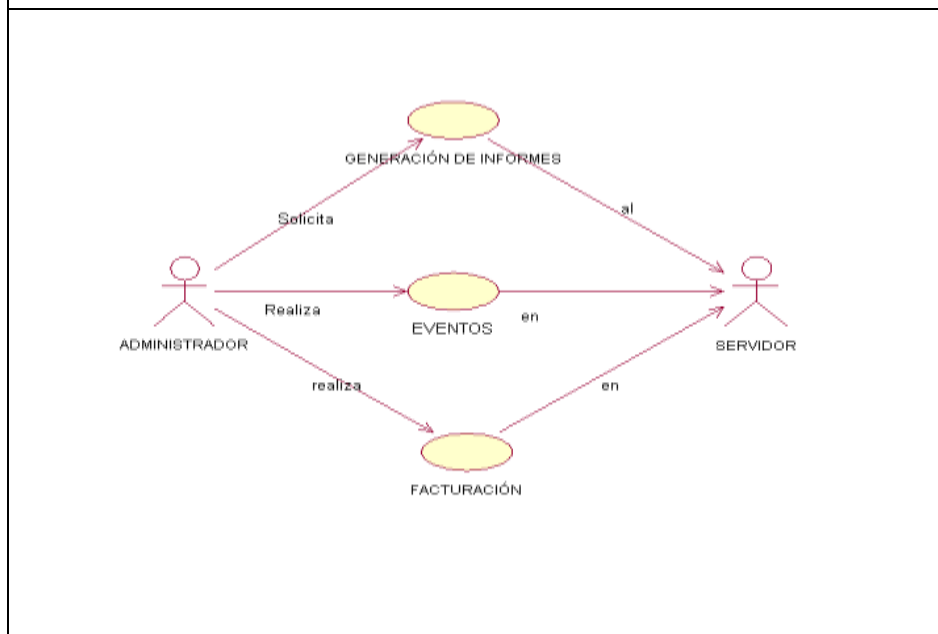 GENERACIÓN DE INFORMES
Solicita
al
Realiza
en
EVENTOS
ADMINISTRADOR
SERVIDOR
realiza
en
FACTURACIÓN